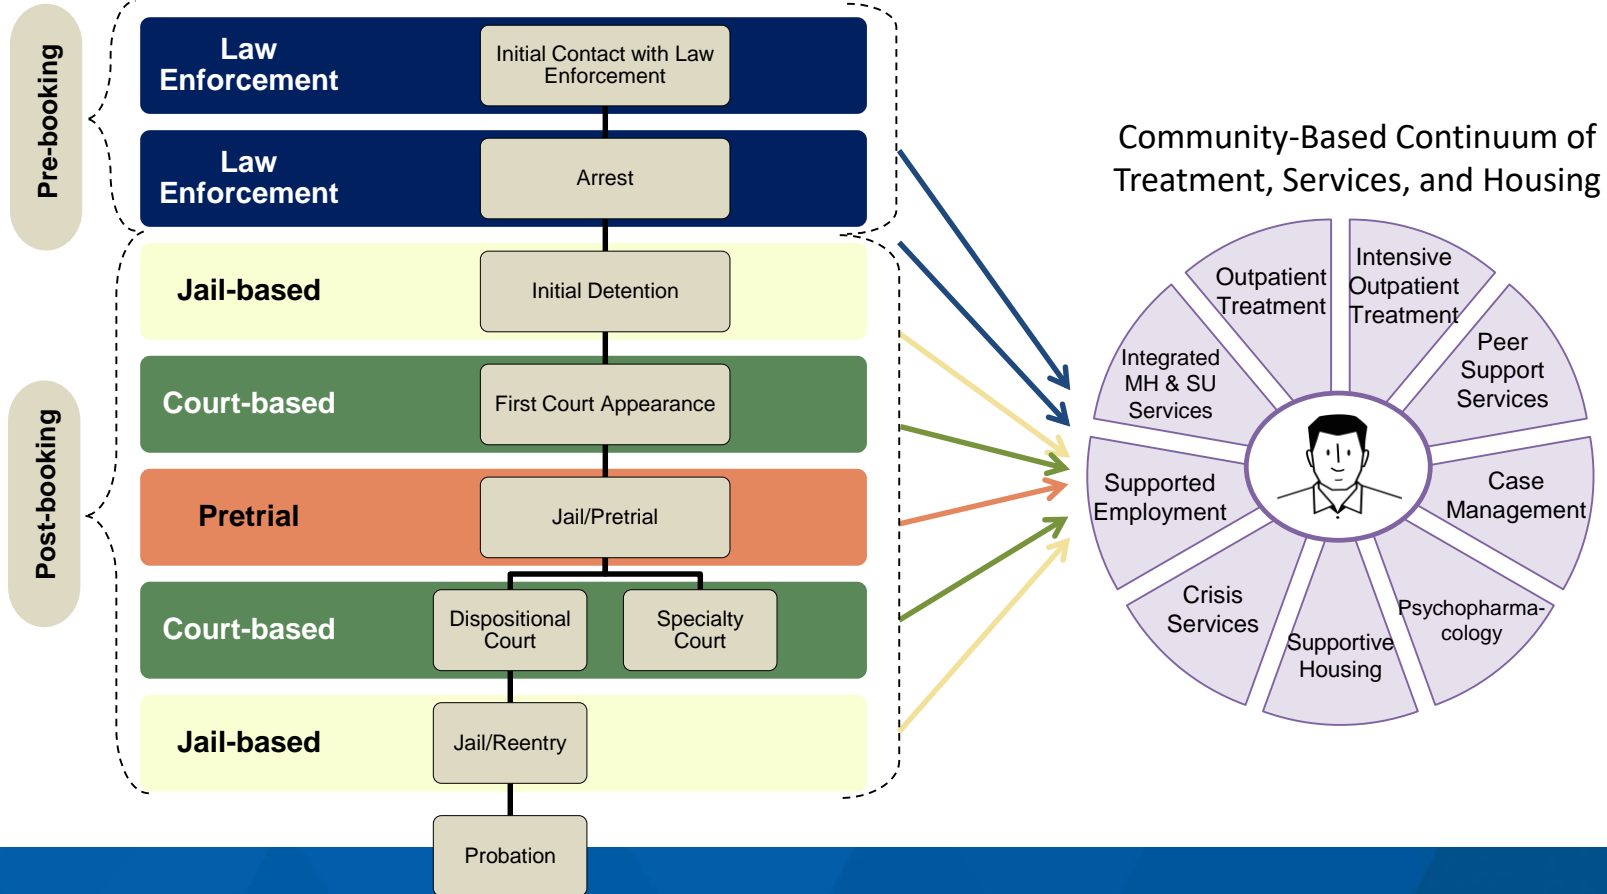 Pre-booking
Law
Enforcement
Initial Contact with Law
Enforcement
Law
Enforcement
Arrest
Post-booking
Jail-based
Initial Detention
Court-based
First Court Appearance
Pretrial
Jail/Pretrial
Court-based
Dispositional
Court
Specialty
Court
Jail-based
Jail/Reentry
Probation
Community-Based Continuum of
Treatment, Services, and Housing
Outpatient
Treatment
Intensive
Outpatient
Treatment
Peer
Support
Services
Case
Management
Psychopharma-
cology
Supportive
Housing
Crisis
Services
Supported
Employment
Integrated
MH & SU
Services